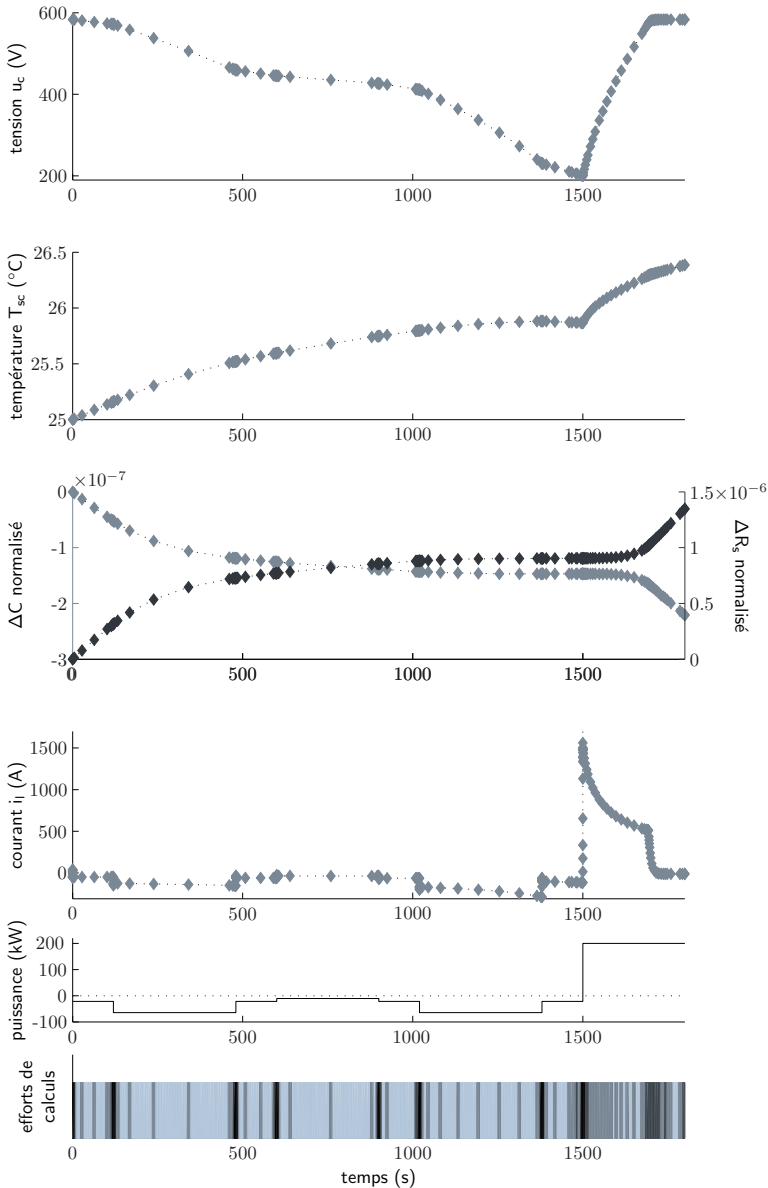 600
400
200
tension u_c (V)
0 500 1000 1500
26.5
26
25.5
25
température T_sc (°C)
0 500 1000 1500
×10⁻⁷
0
-1
-2
-3
ΔC normalisé
1.5×10⁻⁶
1
0.5
0
ΔR_s normalisé
0 500 1000 1500
1500
1000
500
0
courant i_l (A)
0 500 1000 1500
200
100
0
-100
puissance (kW)
0 500 1000 1500
efforts de
calculs
0 500 1000 1500
temps (s)